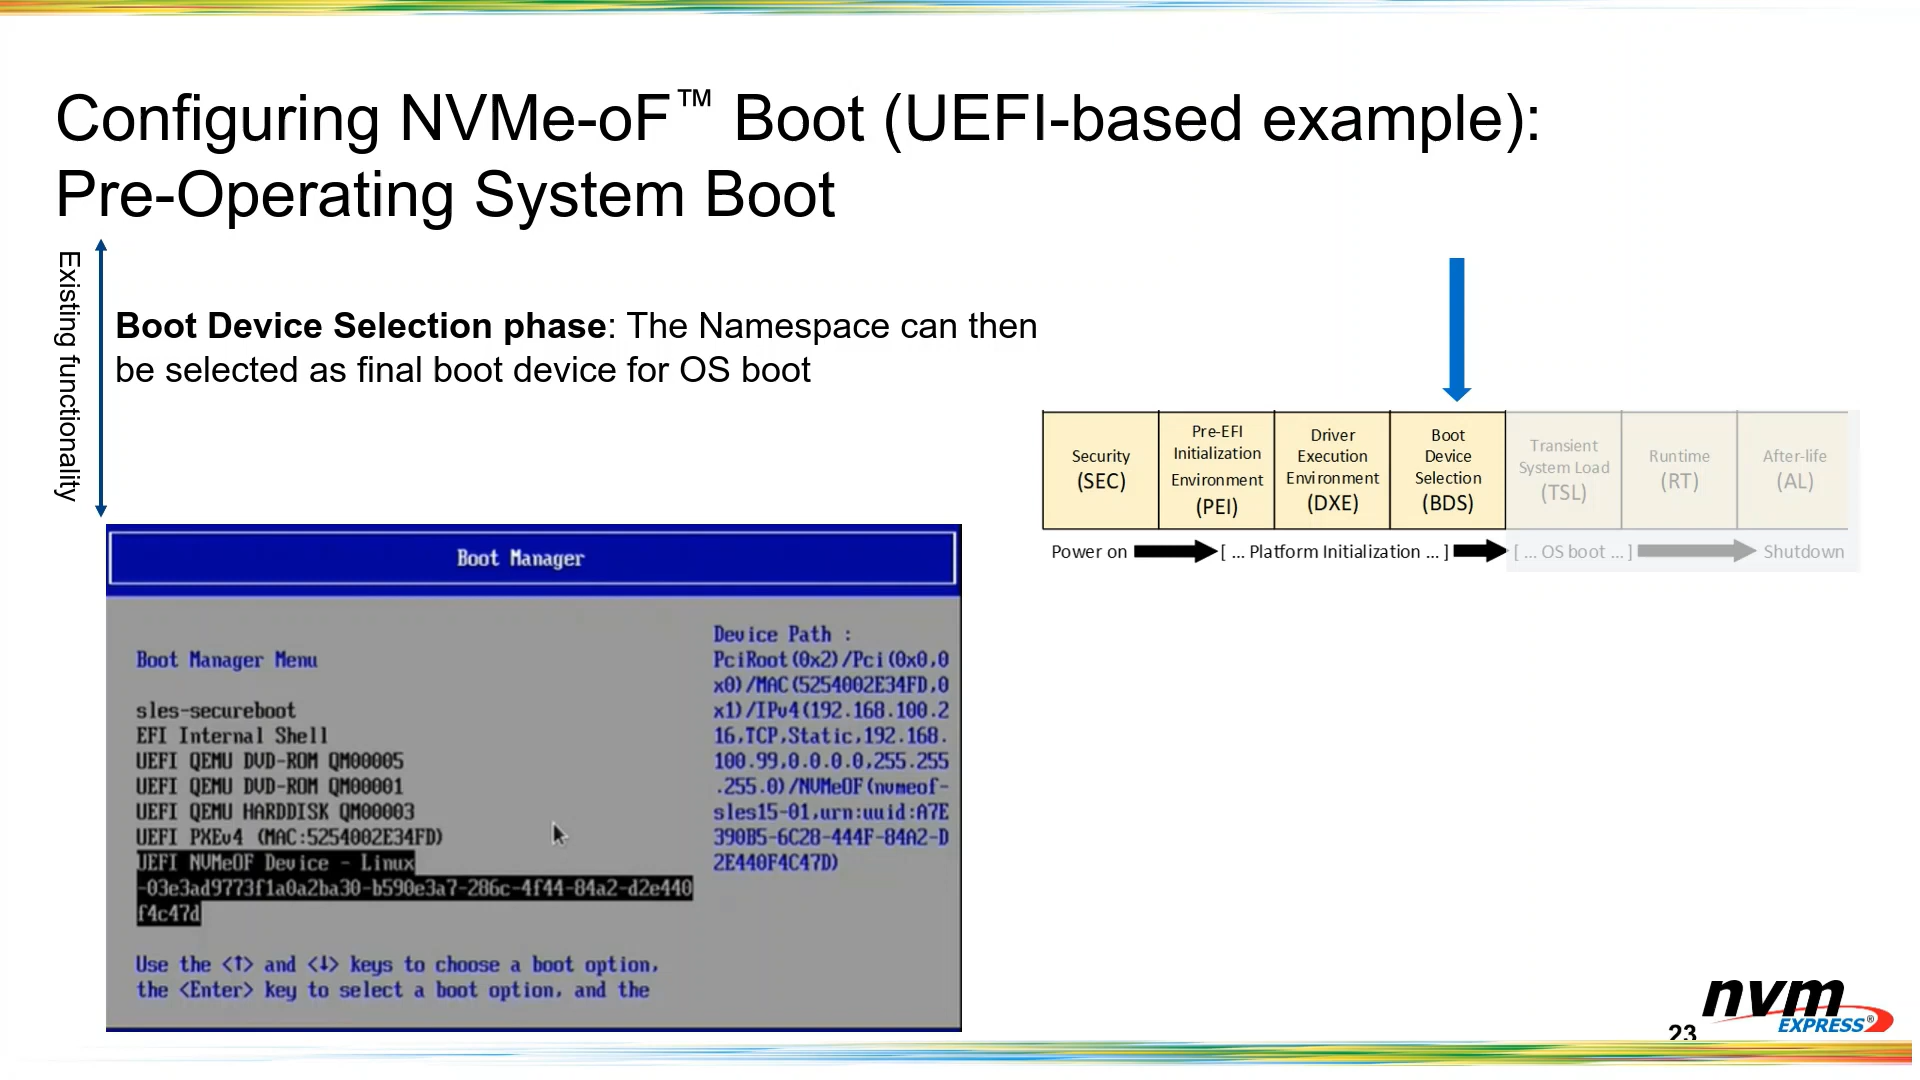 Configuring NVMe-oF™ Boot (UEFI-based example):
Pre-Operating System Boot
Existing functionality
Boot Device Selection phase: The Namespace can then
be selected as final boot device for OS boot
Security
(SEC)
Pre-EFI
Initialization
Environment
(PEI)
Driver
Execution
Environment
(DXE)
Boot
Device
Selection
(BDS)
Transient
System Load
(TSL)
Runtime
(RT)
After-life
(AL)
Power on [ ... Platform Initialization ... ] [ ... OS boot ... ] Shutdown
Boot Manager
Boot Manager Menu
sles-secureboot
EFI Internal Shell
UEFI QEMU DVD-ROM QM00005
UEFI QEMU DVD-ROM QM00001
UEFI QEMU HARDDISK QM00003
UEFI PXEv4 (MAC:5254002E34FD)
UEFI NVMeOF Device - Linux
-03e3ad9773f1a0a2ba30-b590e3a7-286c-4f44-84a2-d2e440
f4c47d
Device Path :
PciRoot(0x2)/Pci(0x0,0
x0)/MAC(5254002E34FD,0
x1)/IPv4(192.168.100.2
16,TCP,Static,192.168.
100.99,0.0.0.0,255.255
.255.0)/NVMeOF(nvmeof-
sles15-01,urn:uuid:A7E
390B5-6C28-444F-84A2-D
2E440F4C47D)
Use the <↑> and <↓> keys to choose a boot option,
the <Enter> key to select a boot option, and the
nvm
EXPRESS®
23